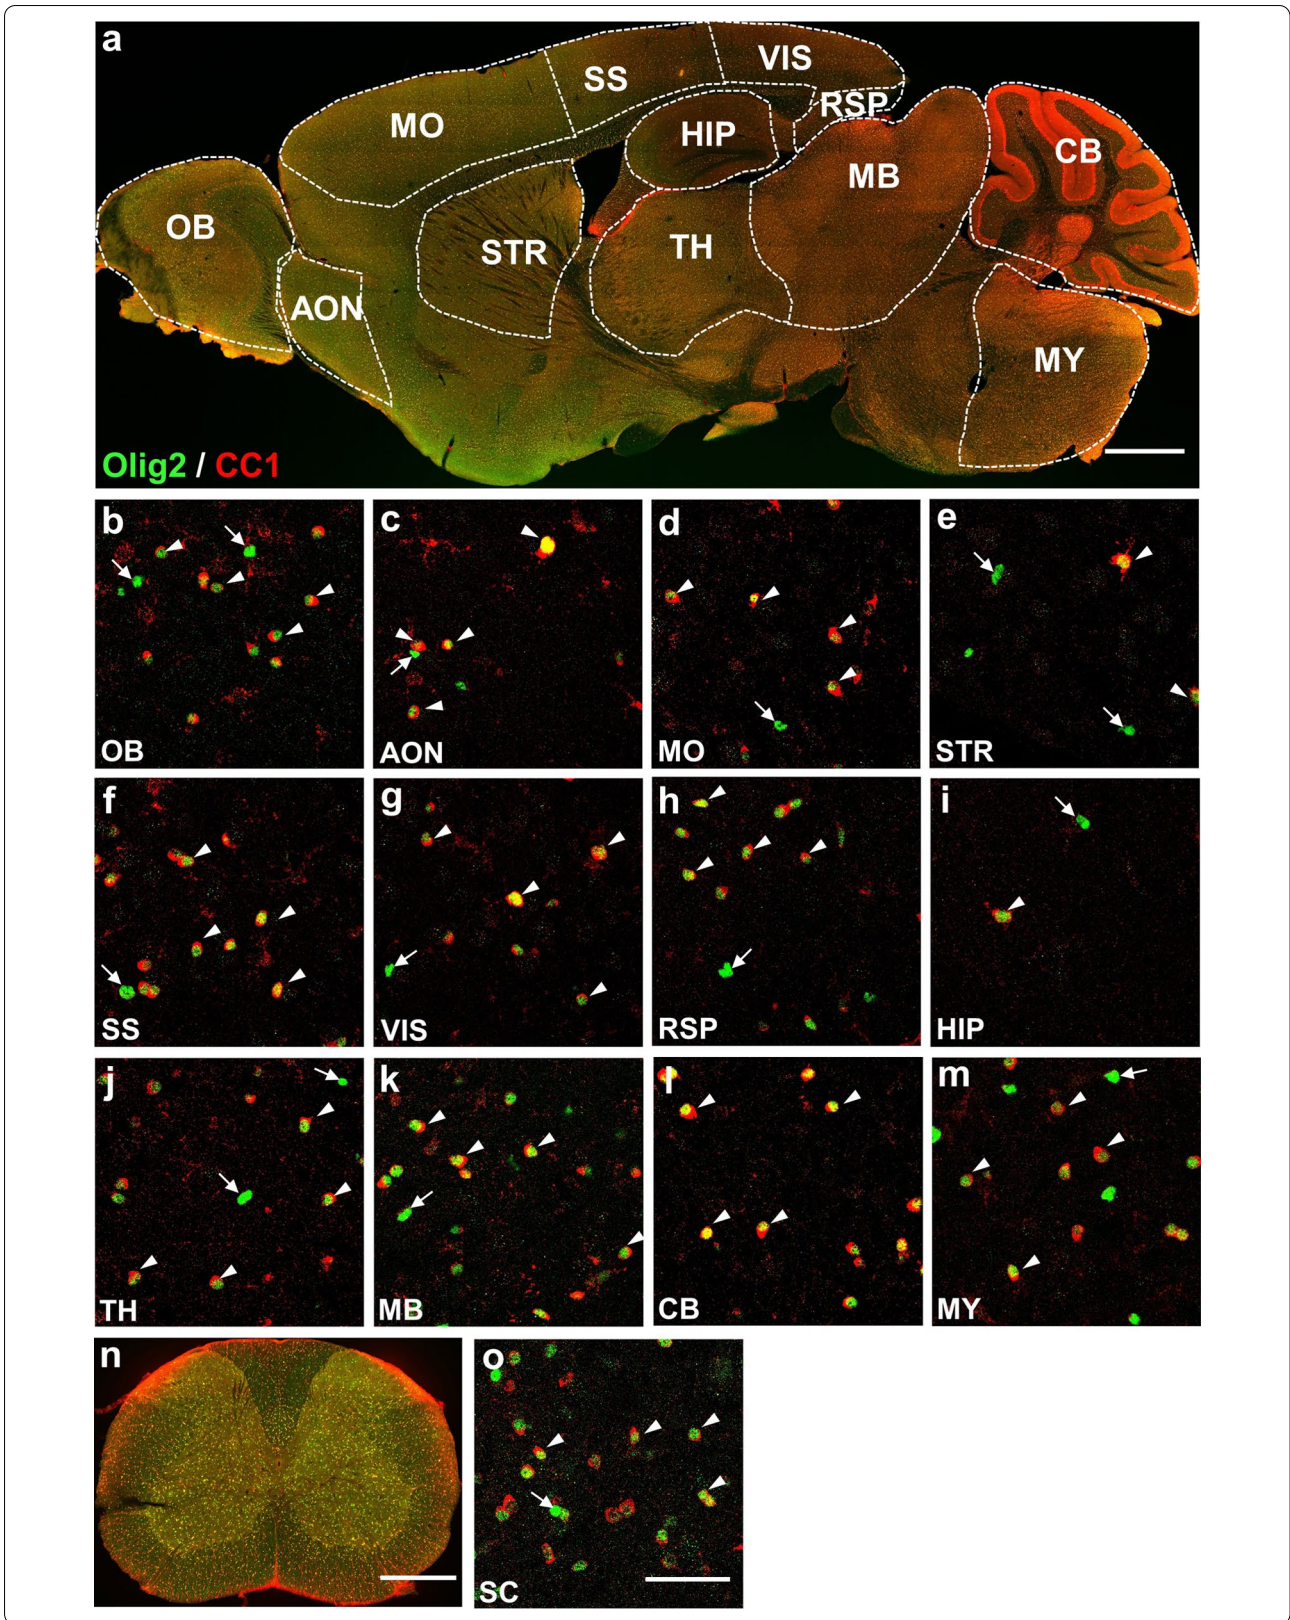 a
VIS
SS
RSP
MO
HIP
CB
MB
OB
STR
TH
AON
MY
Olig2 / CC1
b
c
d
e
OB
AON
MO
STR
f
g
h
i
SS
VIS
RSP
HIP
j
k
l
m
TH
MB
CB
MY
n
o
SC